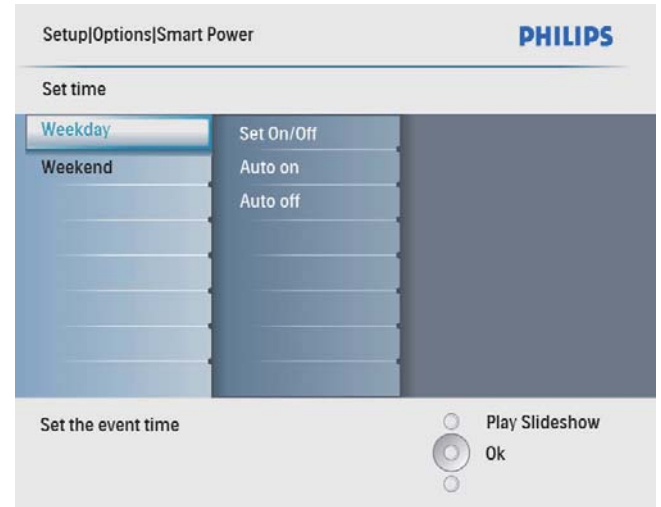 Setup|Options|Smart Power
PHILIPS
Set time
Weekday
Weekend
Set On/Off
Auto on
Auto off
Set the event time
Play Slideshow
Ok